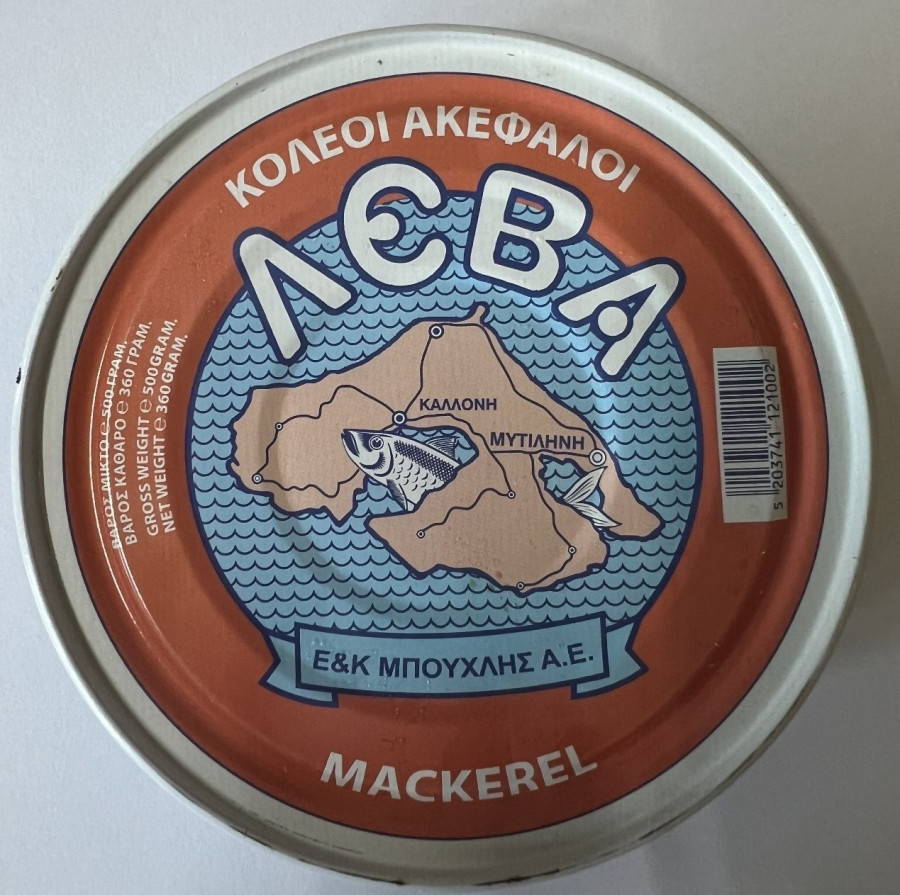 ΚΟΛΕΟΙ ΑΚΕΦΑΛΟΙ
ΛЄΒΑ
ΒΑΡΟΣ ΜΙΚΤΟ ℮ 500 ΓΡΑΜ.
ΒΑΡΟΣ ΚΑΘΑΡΟ ℮ 360 ΓΡΑΜ.
GROSS WEIGHT ℮ 500GRAM.
NET WEIGHT ℮ 360GRAM.
ΚΑΛΛΟΝΗ
ΜΥΤΙΛΗΝΗ
5 203741 121002
Ε&Κ ΜΠΟΥΧΛΗΣ Α.Ε.
MACKEREL